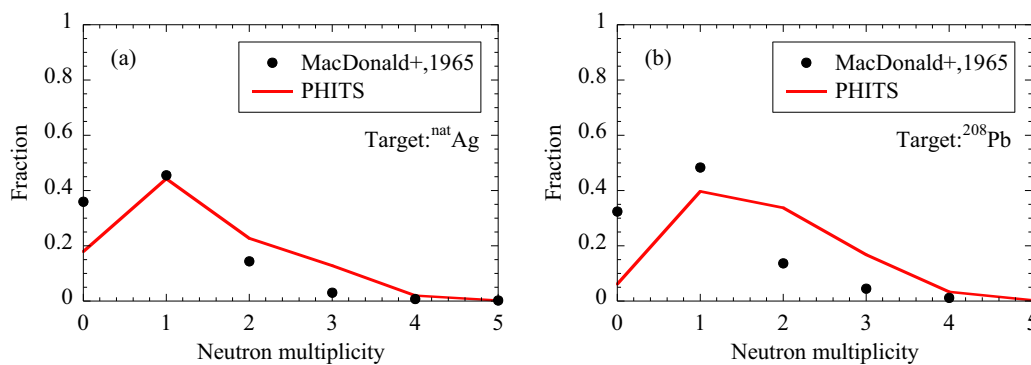 1
0.8
0.6
0.4
0.2
0
Fraction
(a)
MacDonald+,1965
PHITS
Target:ⁿᵃᵗAg
0 1 2 3 4 5
Neutron multiplicity
1
0.8
0.6
0.4
0.2
0
Fraction
(b)
MacDonald+,1965
PHITS
Target:²⁰⁸Pb
0 1 2 3 4 5
Neutron multiplicity